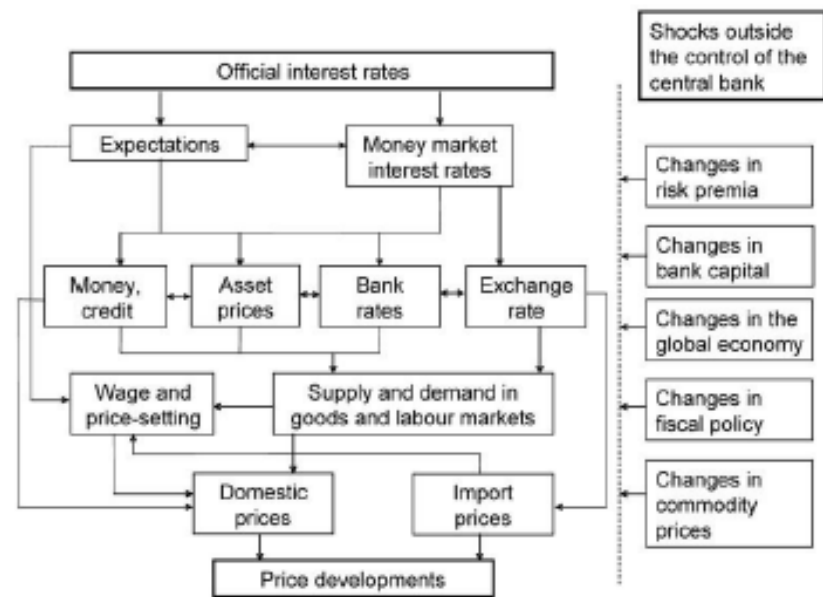 Official interest rates
Shocks outside
the control of the
central bank
Expectations
Money market
interest rates
Changes in
risk premia
Money,
credit
Asset
prices
Bank
rates
Exchange
rate
Changes in
bank capital
Changes in the
global economy
Wage and
price-setting
Supply and demand in
goods and labour markets
Changes in
fiscal policy
Domestic
prices
Import
prices
Changes in
commodity
prices
Price developments